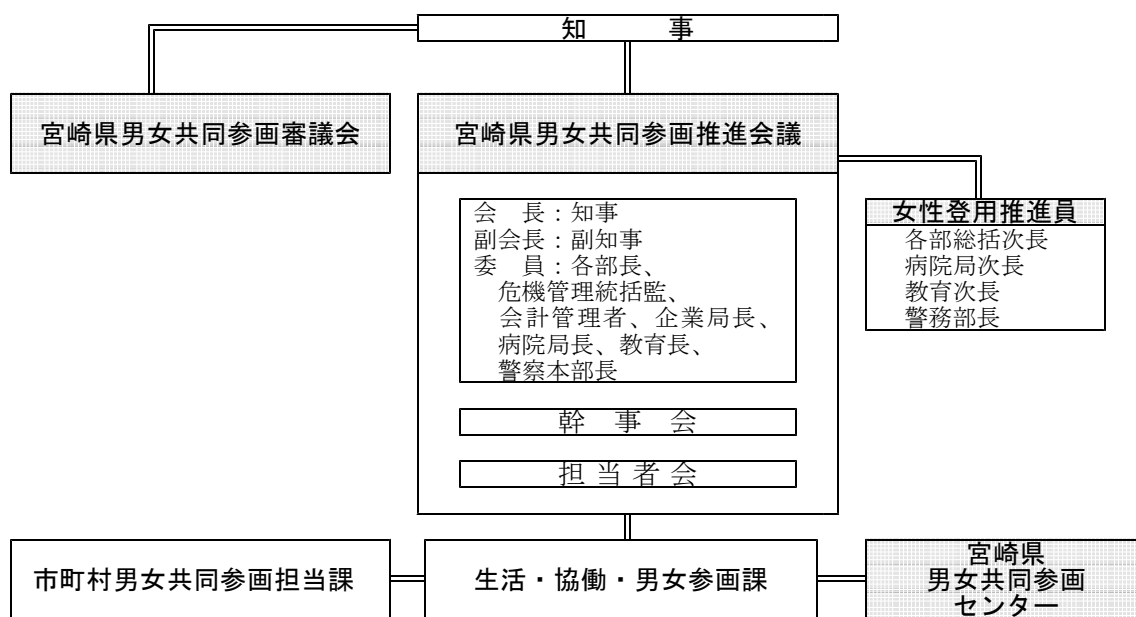 知　事
宮崎県男女共同参画審議会
宮崎県男女共同参画推進会議
会　長：知事
副会長：副知事
委　員：各部長、
危機管理統括監、
会計管理者、企業局長、
病院局長、教育長、
警察本部長
幹　事　会
担 当 者 会
女性登用推進員
各部総括次長
病院局次長
教育次長
警務部長
市町村男女共同参画担当課
生活・協働・男女参画課
宮崎県
男女共同参画
センター